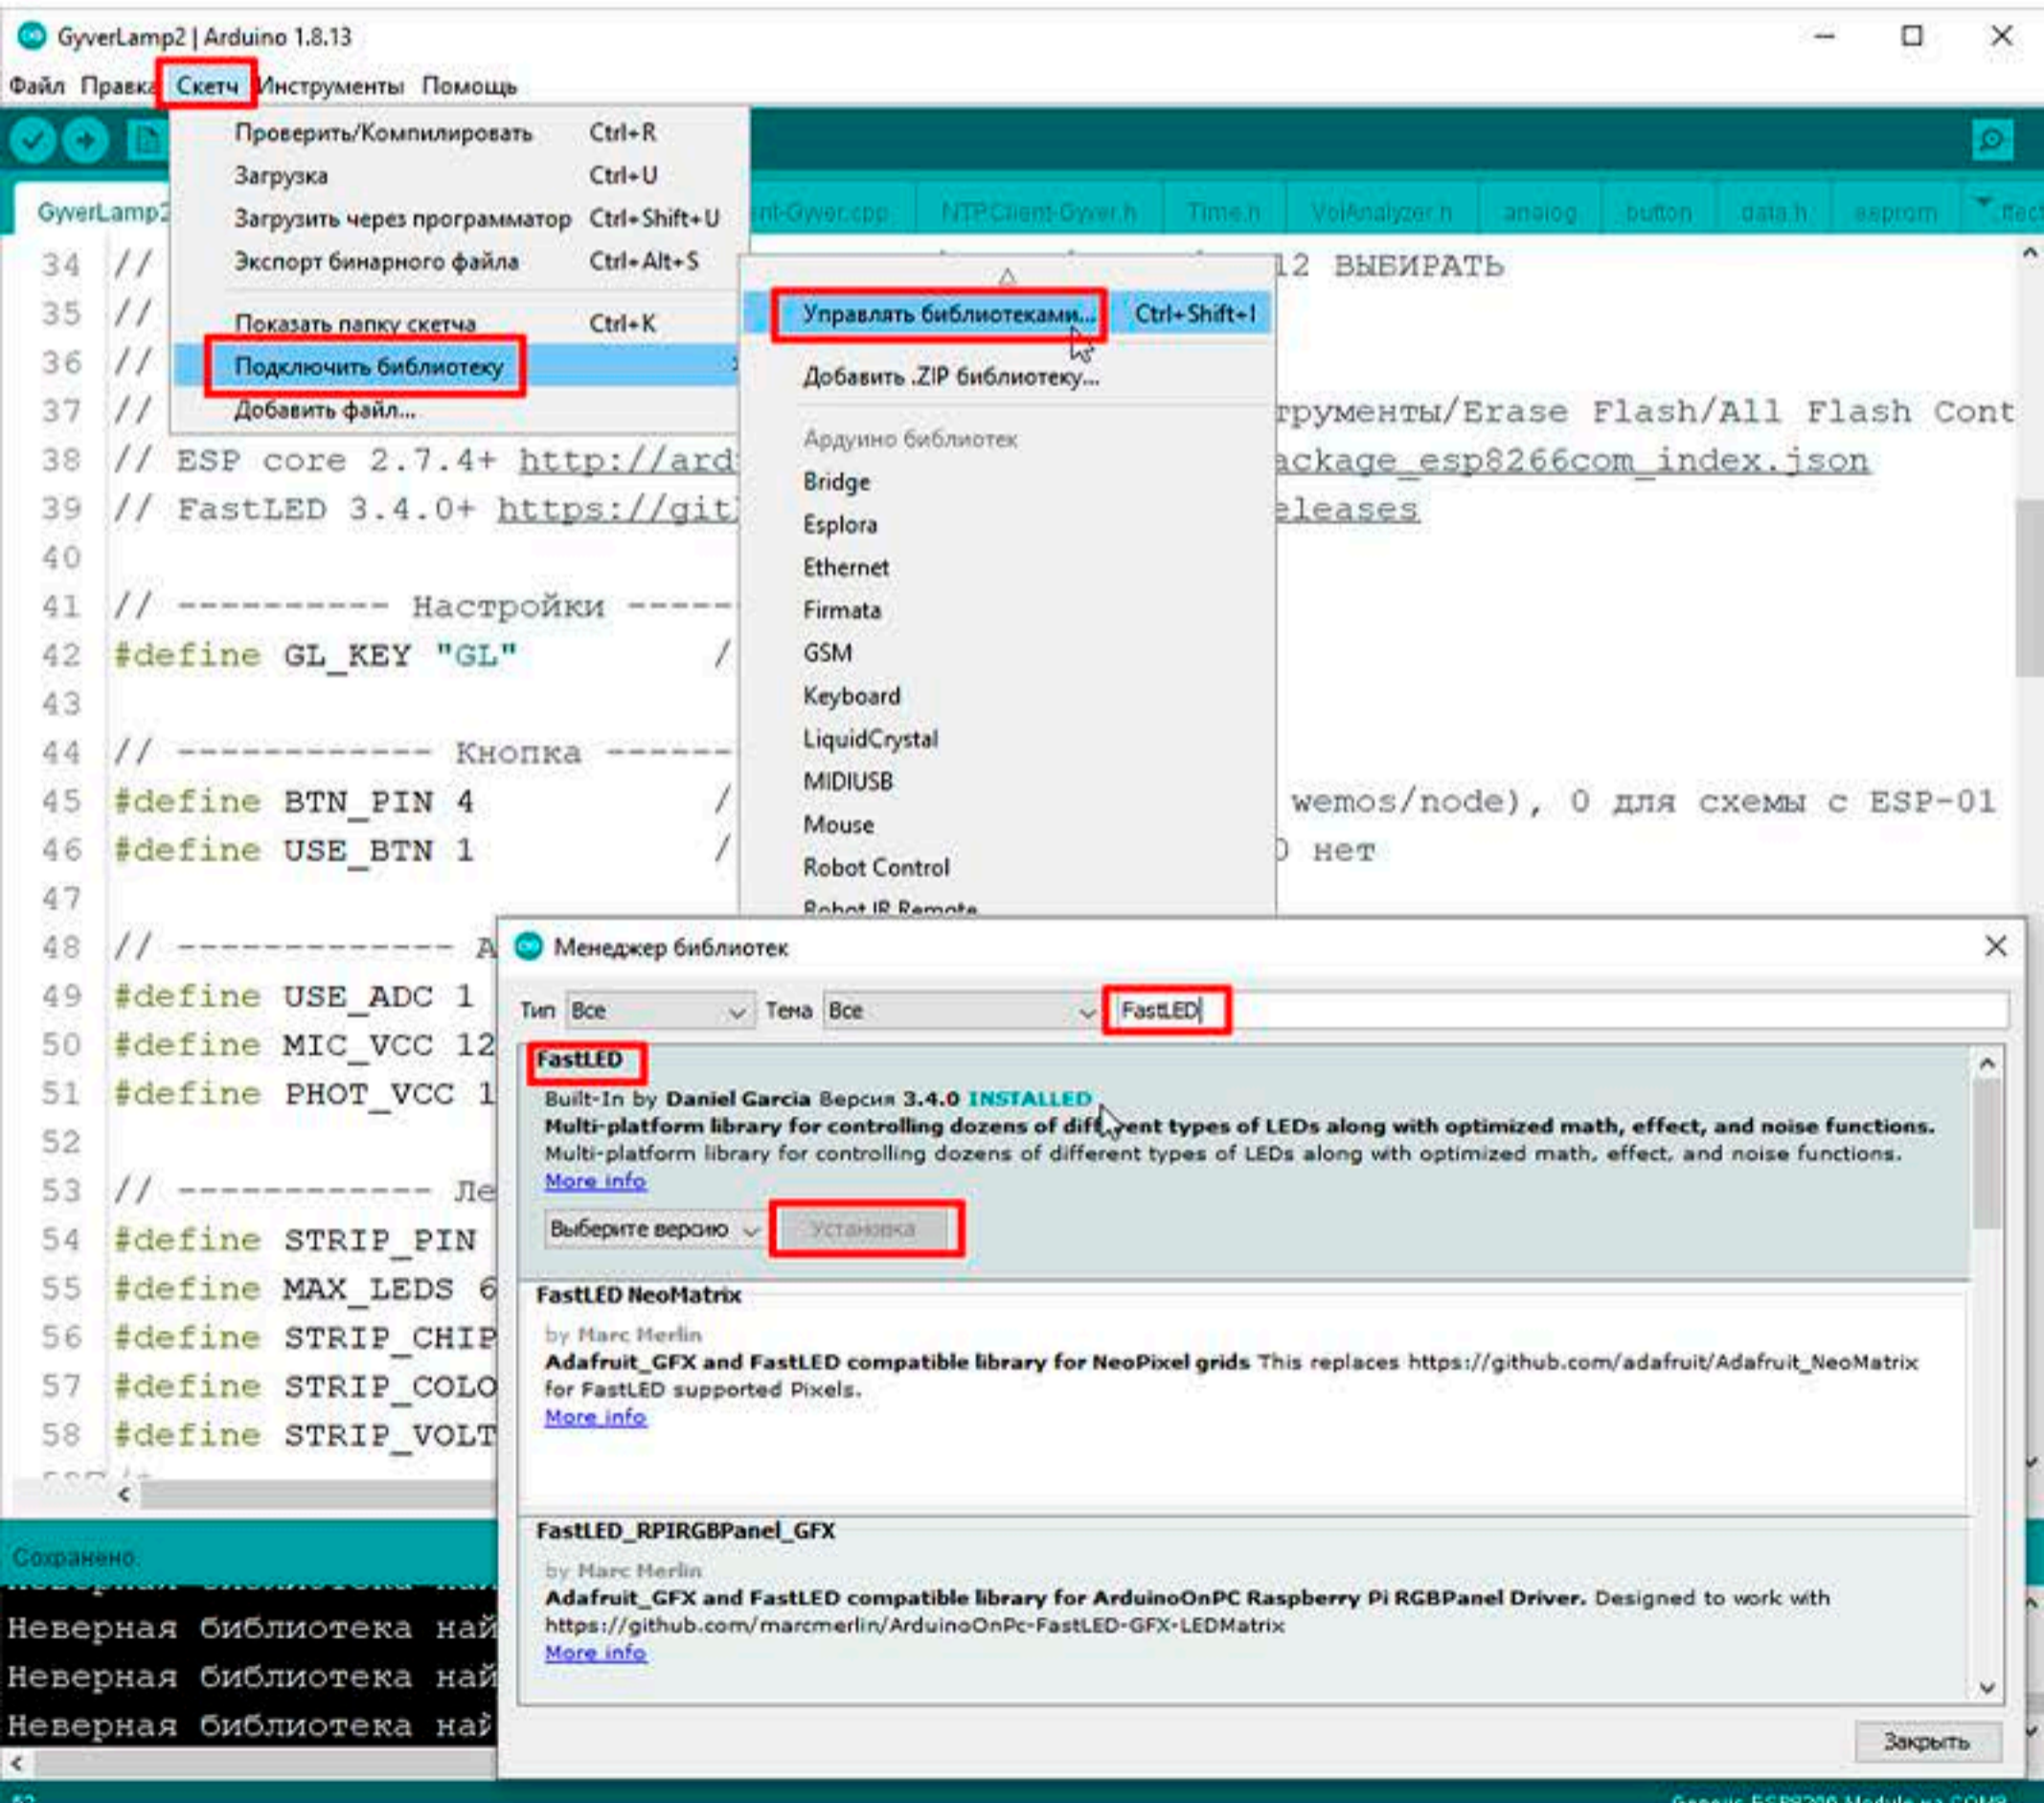 GyverLamp2 | Arduino 1.8.13
Файл Правка Скетч Инструменты Помощь
Проверить/Компилировать Ctrl+R
Загрузка Ctrl+U
Загрузить через программатор Ctrl+Shift+U
Экспорт бинарного файла Ctrl+Alt+S
Показать папку скетча Ctrl+K
Подключить библиотеку
Добавить файл...
GyverLamp2 nt-Gyver.cpp NTPClient-Gyver.h Time.h VolAnalyzer.h analog button data.h eeprom
Управлять библиотеками... Ctrl+Shift+I
Добавить .ZIP библиотеку...
Ардуино библиотек
Bridge
Esplora
Ethernet
Firmata
GSM
Keyboard
LiquidCrystal
MIDIUSB
Mouse
Robot Control
Robot IR Remote
34 // 12 ВЫБИРАТЬ
35 //
36 //
37 // трументы/Erase Flash/All Flash Cont
38 // ESP core 2.7.4+ http://ard ackage_esp8266com_index.json
39 // FastLED 3.4.0+ https://git eleases
40
41 // ---------- Настройки ------
42 #define GL_KEY "GL" /
43
44 // ------------ Кнопка ------
45 #define BTN_PIN 4 / wemos/node), 0 для схемы с ESP-01
46 #define USE_BTN 1 / 0 нет
47
48 // ------------- А
49 #define USE_ADC 1
50 #define MIC_VCC 12
51 #define PHOT_VCC 1
52
53 // ------------ Ле
54 #define STRIP_PIN
55 #define MAX_LEDS 6
56 #define STRIP_CHIP
57 #define STRIP_COLO
58 #define STRIP_VOLT
Менеджер библиотек
Тип Все Тема Все FastLED
FastLED
Built-In by Daniel Garcia Версия 3.4.0 INSTALLED
Multi-platform library for controlling dozens of different types of LEDs along with optimized math, effect, and noise functions.
Multi-platform library for controlling dozens of different types of LEDs along with optimized math, effect, and noise functions.
More info
Выберите версию Установка
FastLED NeoMatrix
by Marc Merlin
Adafruit_GFX and FastLED compatible library for NeoPixel grids This replaces https://github.com/adafruit/Adafruit_NeoMatrix
for FastLED supported Pixels.
More info
FastLED_RPIRGBPanel_GFX
by Marc Merlin
Adafruit_GFX and FastLED compatible library for ArduinoOnPC Raspberry Pi RGBPanel Driver. Designed to work with
https://github.com/marcmerlin/ArduinoOnPc-FastLED-GFX-LEDMatrix
More info
Закрыть
Сохранено.
Неверная библиотека най
Неверная библиотека най
Неверная библиотека най
52 Generic ESP8266 Module на COM9